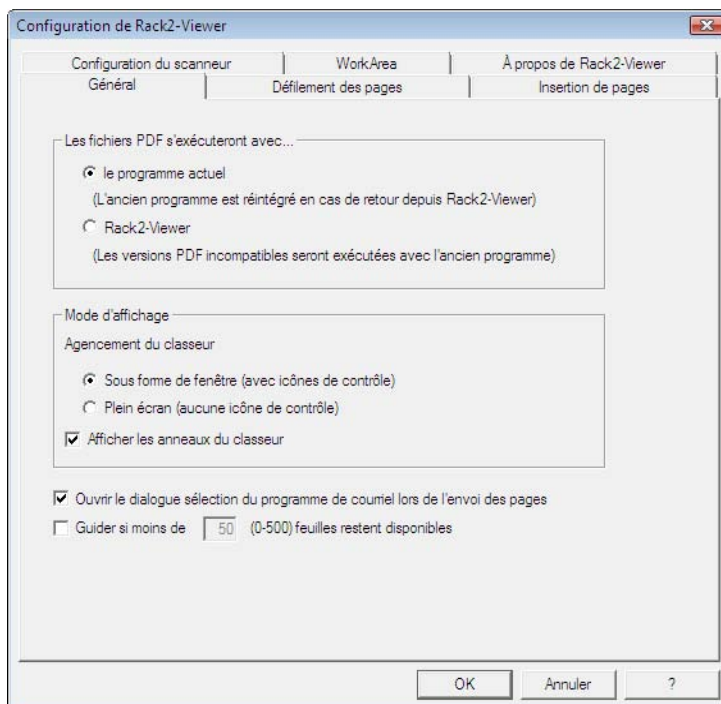 Configuration de Rack2-Viewer
Configuration du scanneur
WorkArea
À propos de Rack2-Viewer
Général
Défilement des pages
Insertion de pages
Les fichiers PDF s'exécuteront avec...
le programme actuel
(L'ancien programme est réintégré en cas de retour depuis Rack2-Viewer)
Rack2-Viewer
(Les versions PDF incompatibles seront exécutées avec l'ancien programme)
Mode d'affichage
Agencement du classeur
Sous forme de fenêtre (avec icônes de contrôle)
Plein écran (aucune icône de contrôle)
Afficher les anneaux du classeur
Ouvrir le dialogue sélection du programme de courriel lors de l'envoi des pages
Guider si moins de 50 (0-500) feuilles restent disponibles
OK
Annuler
?